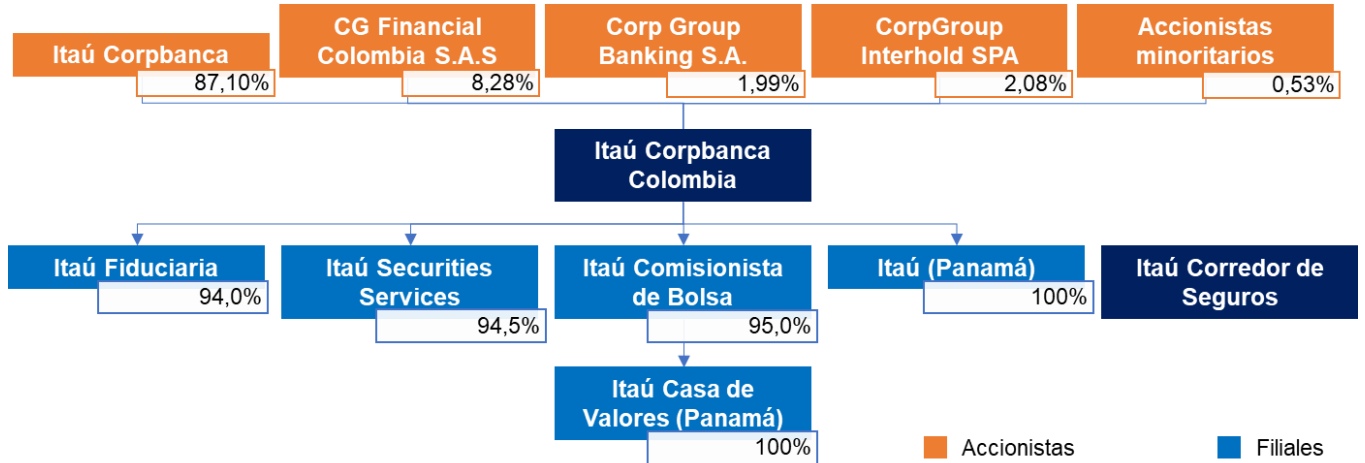 Itaú Corpbanca
87,10%
CG Financial
Colombia S.A.S
8,28%
Corp Group
Banking S.A.
1,99%
CorpGroup
Interhold SPA
2,08%
Accionistas
minoritarios
0,53%
Itaú Corpbanca
Colombia
Itaú Fiduciaria
94,0%
Itaú Securities
Services
94,5%
Itaú Comisionista
de Bolsa
95,0%
Itaú (Panamá)
100%
Itaú Corredor de
Seguros
Itaú Casa de
Valores (Panamá)
100%
Accionistas
Filiales